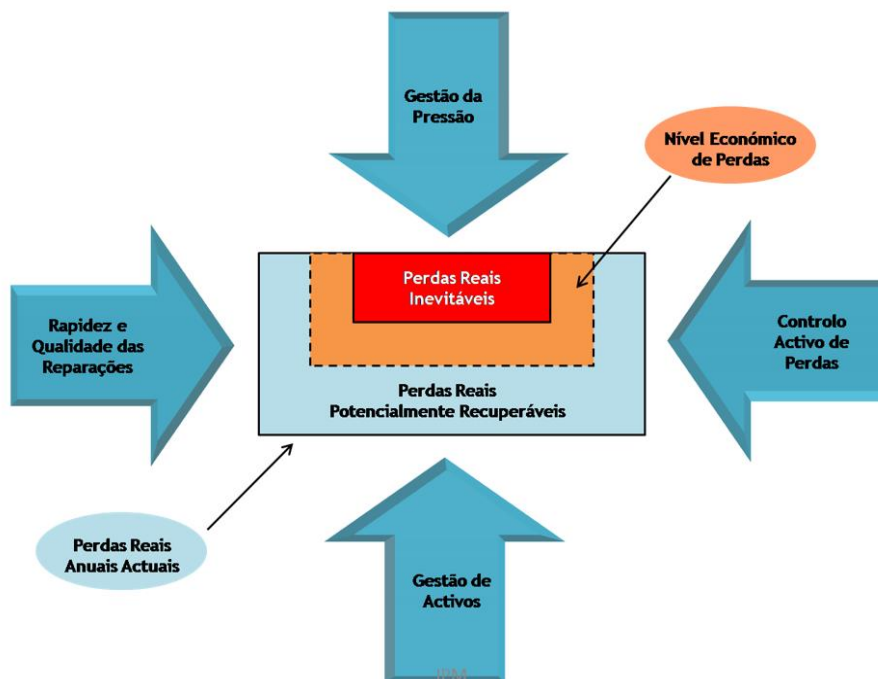 Gestão da
Pressão
Nível Económico
de Perdas
Perdas Reais
Inevitáveis
Rapidez e
Qualidade das
Reparações
Controlo
Activo de
Perdas
Perdas Reais
Potencialmente Recuperáveis
Perdas Reais
Anuais Actuais
Gestão de
Activos
IPM